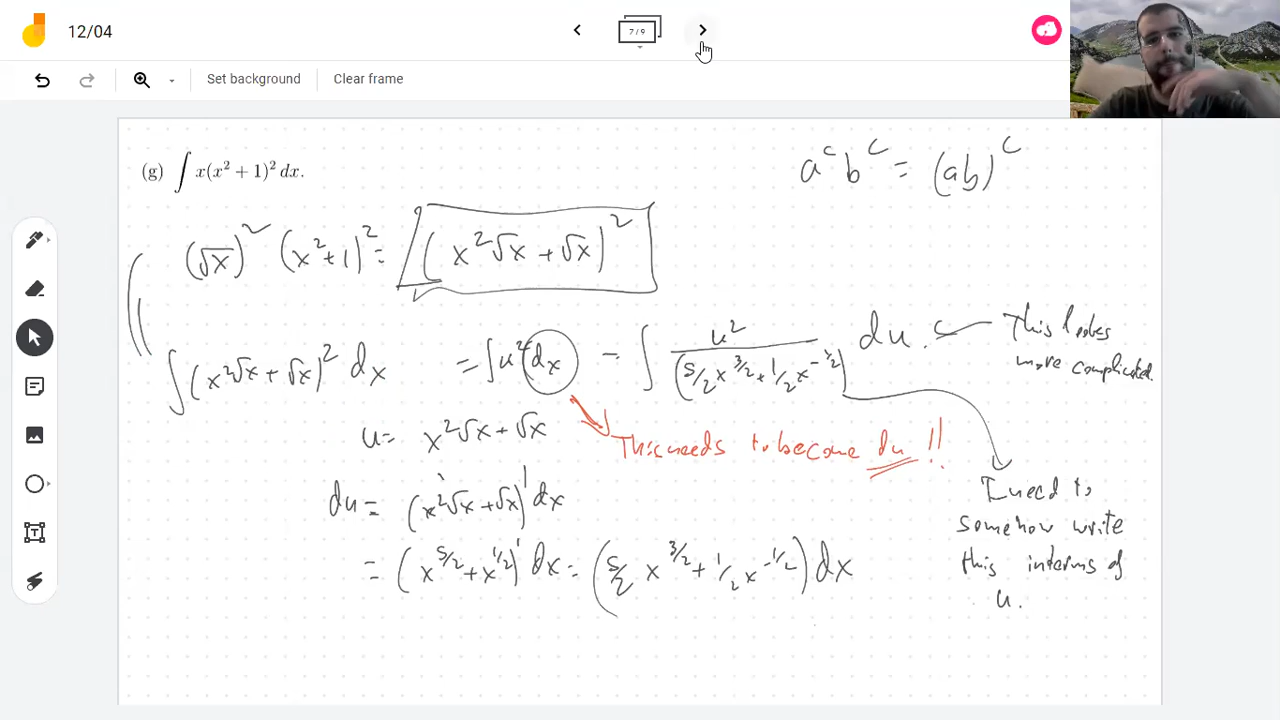 12/04
7/9
Set background
Clear frame
(g) ∫ x(x² + 1)² dx.
a^c b^c = (ab)^c
(√x)² (x²+1)² = (x²√x + √x)²
∫(x²√x + √x)² dx = ∫u² dx = ∫ u²/(5/2 x^3/2 + 1/2 x^-1/2) du.
This looks
more complicated.
u = x²√x + √x
This needs to become du !!
du = (x²√x + √x)' dx
= (x^5/2 + x^1/2)' dx = (5/2 x^3/2 + 1/2 x^-1/2) dx
I need to
somehow write
this in terms of
u.